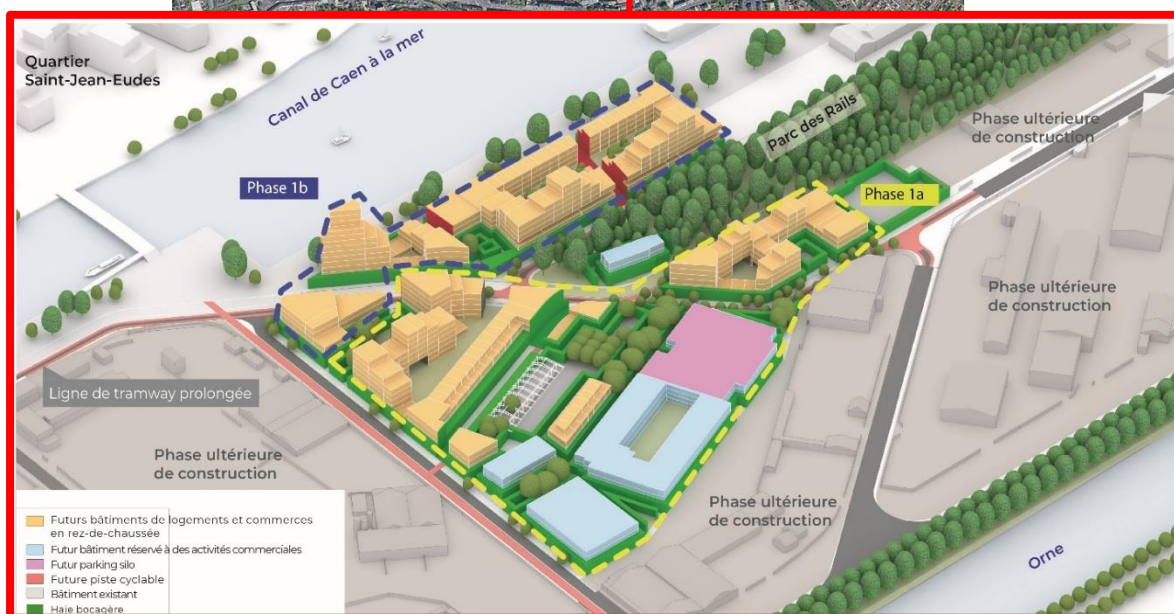 Quartier
Saint-Jean-Eudes
Canal de Caen à la mer
Parc des Rails
Phase ultérieure
de construction
Phase 1b
Phase 1a
Phase ultérieure
de construction
Ligne de tramway prolongée
Phase ultérieure
de construction
Phase ultérieure
de construction
Orne
Futurs bâtiments de logements et commerces
en rez-de-chaussée
Futur bâtiment réservé à des activités commerciales
Futur parking silo
Future piste cyclable
Bâtiment existant
Haie bocagère